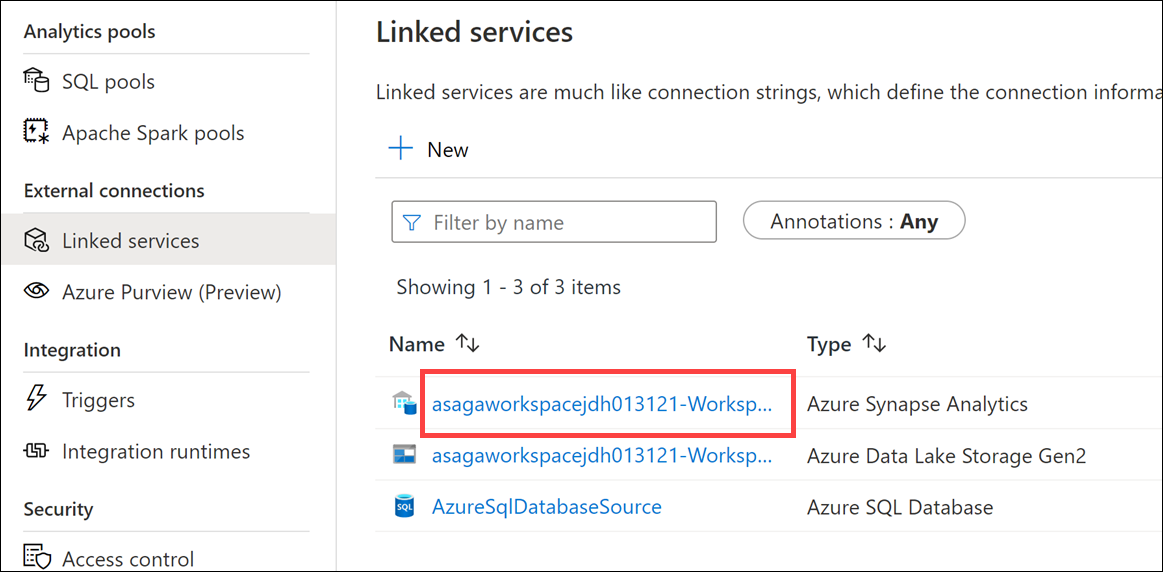 Analytics pools
SQL pools
Apache Spark pools
External connections
Linked services
Azure Purview (Preview)
Integration
Triggers
Integration runtimes
Security
Access control
Linked services
Linked services are much like connection strings, which define the connection informa
New
Filter by name
Annotations : Any
Showing 1 - 3 of 3 items
Name Type
asagaworkspacejdh013121-Worksp... Azure Synapse Analytics
asagaworkspacejdh013121-Worksp... Azure Data Lake Storage Gen2
SQL AzureSqlDatabaseSource Azure SQL Database